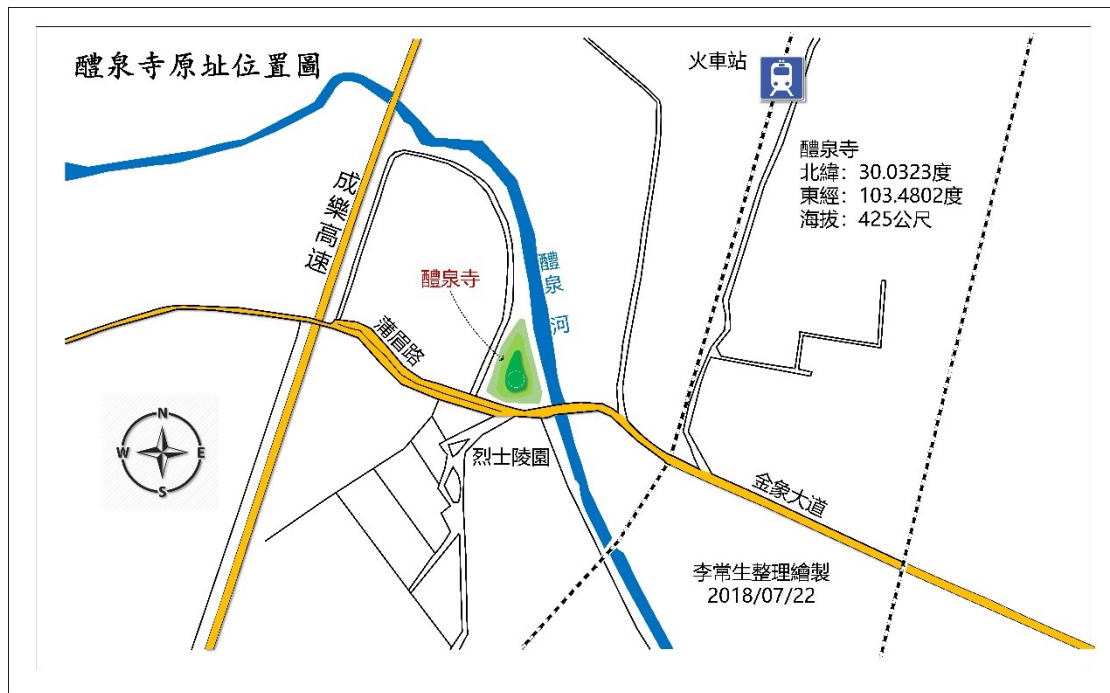 醴泉寺原址位置圖
火車站
醴泉寺
北緯：30.0323度
東經：103.4802度
海拔：425公尺
成樂高速
醴泉寺
醴泉河
蒲眉路
N
W E
S
烈士陵園
金象大道
李常生整理繪製
2018/07/22